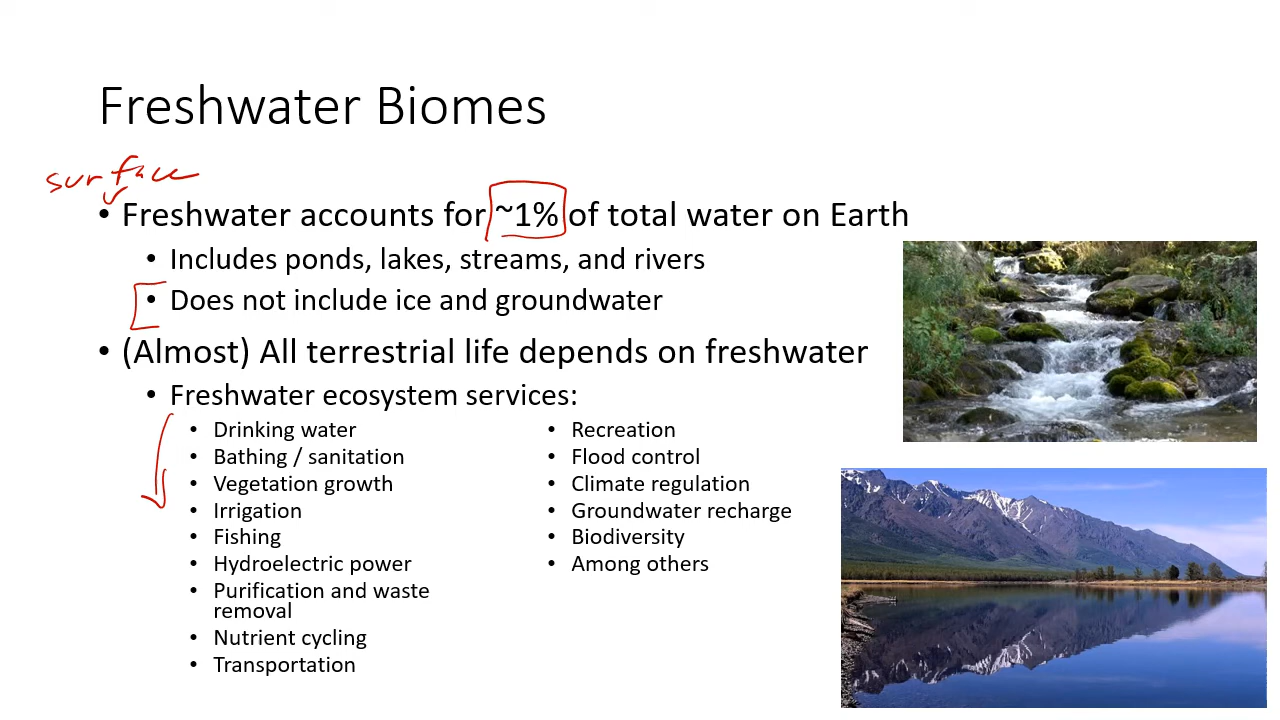 Freshwater Biomes
surface
• Freshwater accounts for ~1% of total water on Earth
• Includes ponds, lakes, streams, and rivers
• Does not include ice and groundwater
• (Almost) All terrestrial life depends on freshwater
• Freshwater ecosystem services:
• Drinking water
• Bathing / sanitation
• Vegetation growth
• Irrigation
• Fishing
• Hydroelectric power
• Purification and waste
removal
• Nutrient cycling
• Transportation
• Recreation
• Flood control
• Climate regulation
• Groundwater recharge
• Biodiversity
• Among others